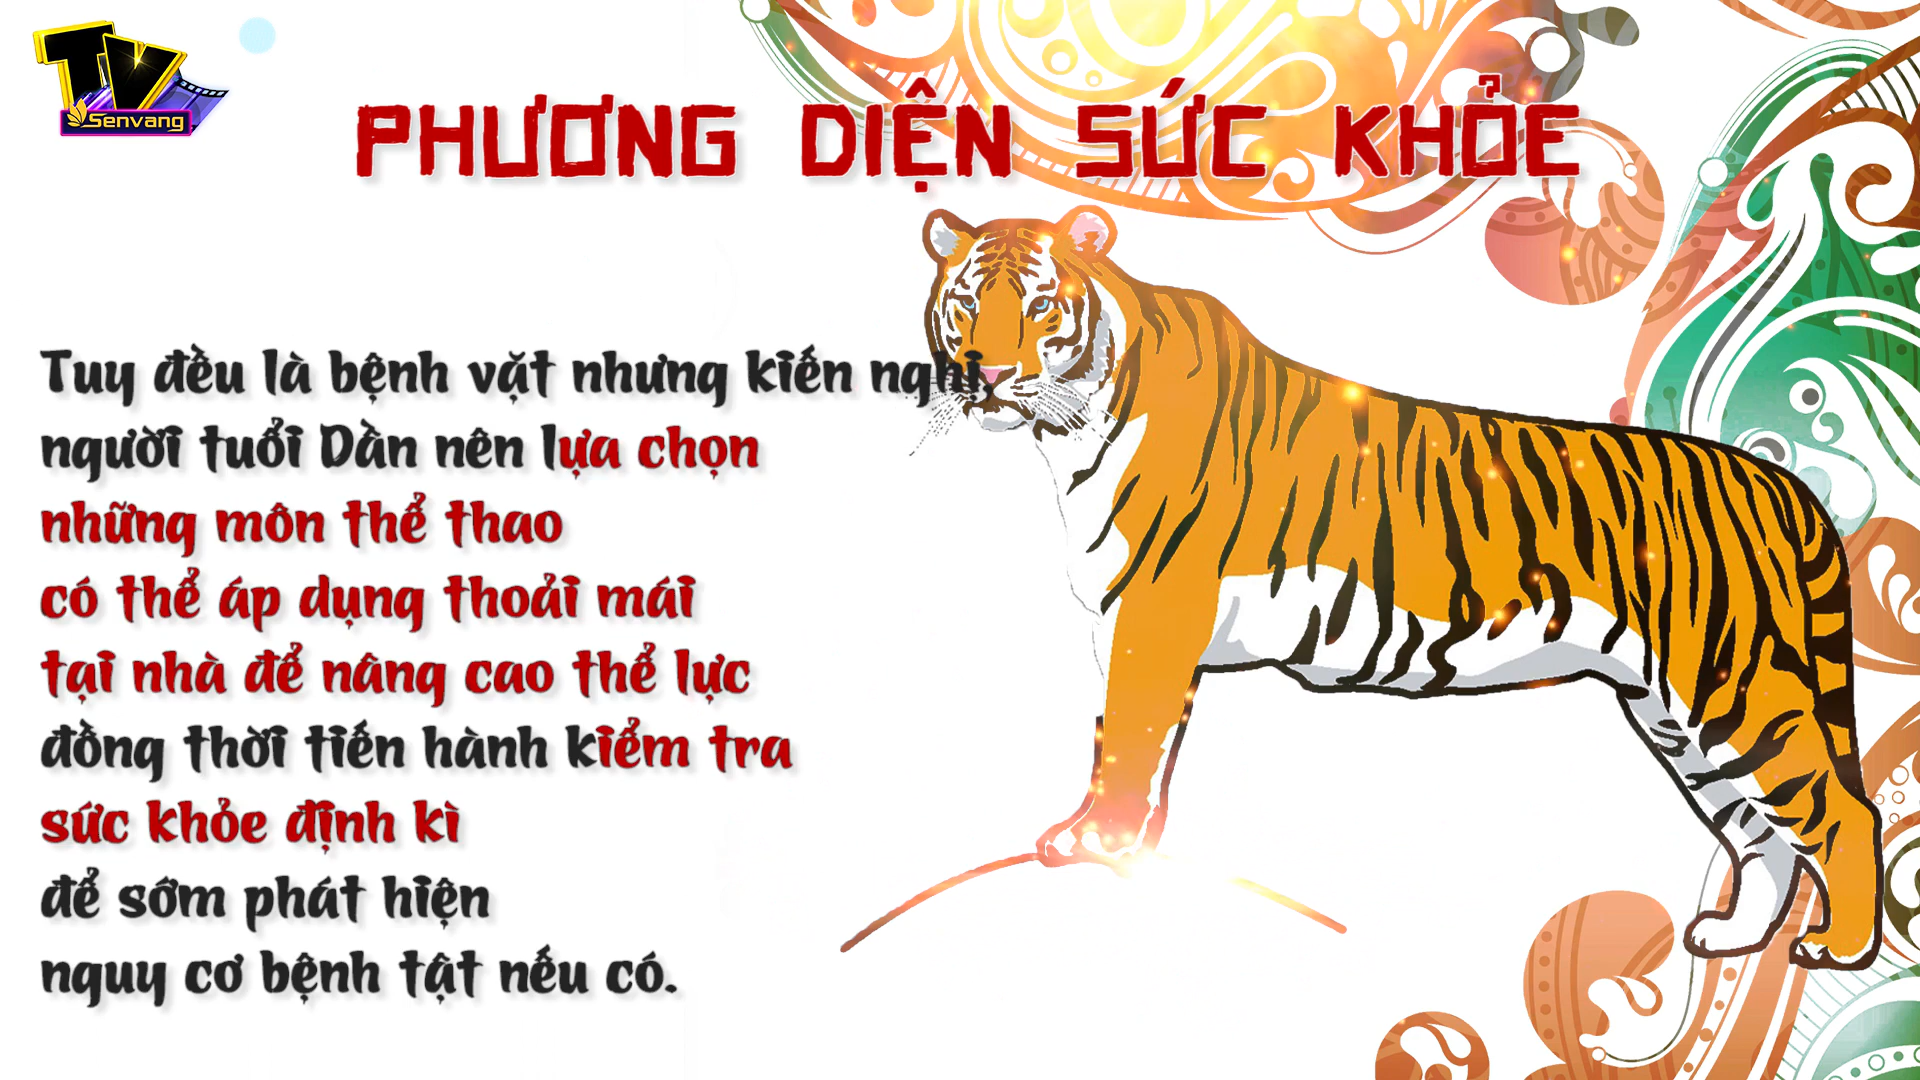 TV
Senvang
PHƯƠNG DIỆN SỨC KHỎE
Tuy đều là bệnh vặt nhưng kiến nghị,
người tuổi Dần nên lựa chọn
những môn thể thao
có thể áp dụng thoải mái
tại nhà để nâng cao thể lực
đồng thời tiến hành kiểm tra
sức khỏe định kì
để sớm phát hiện
nguy cơ bệnh tật nếu có.